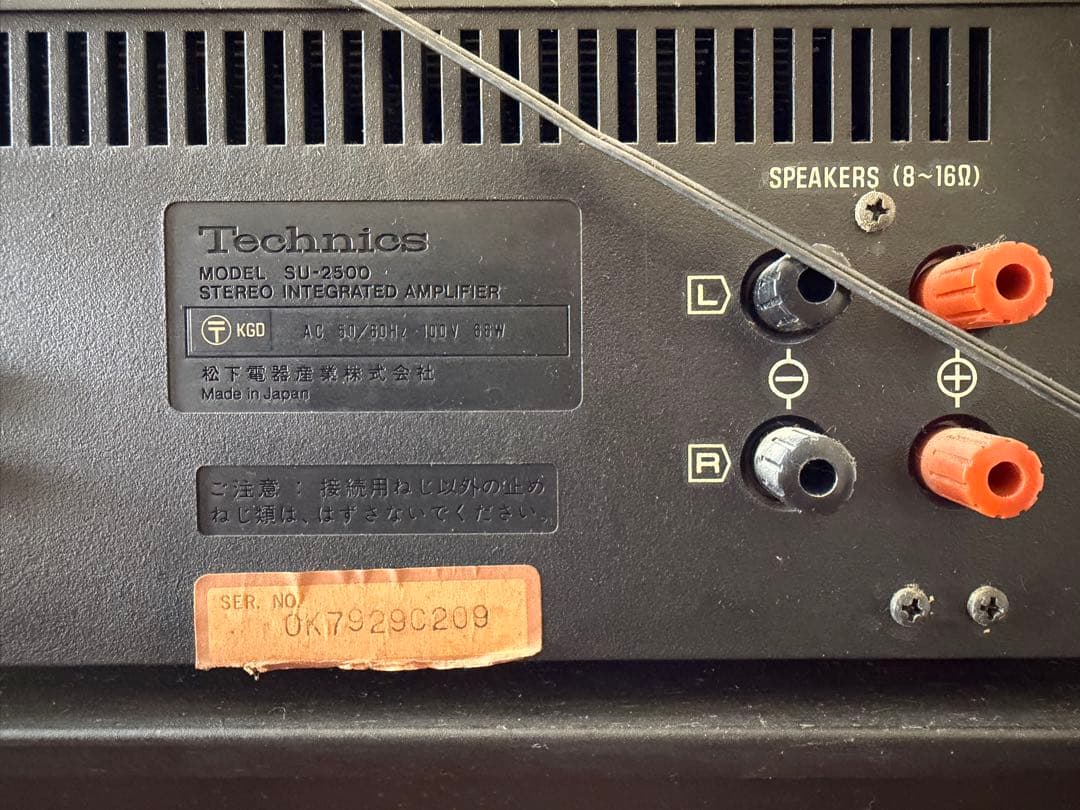 SPEAKERS (8~16Ω)
Technics
MODEL SU-2500
STEREO INTEGRATED AMPLIFIER
〒 KGD AC 50/60Hz 100V 66W
松下電器産業株式会社
Made in Japan
L
⊖ ⊕
R
ご注意：接続用ねじ以外の止め
ねじ類は、はずさないでください。
SER. NO.
0K7929C209